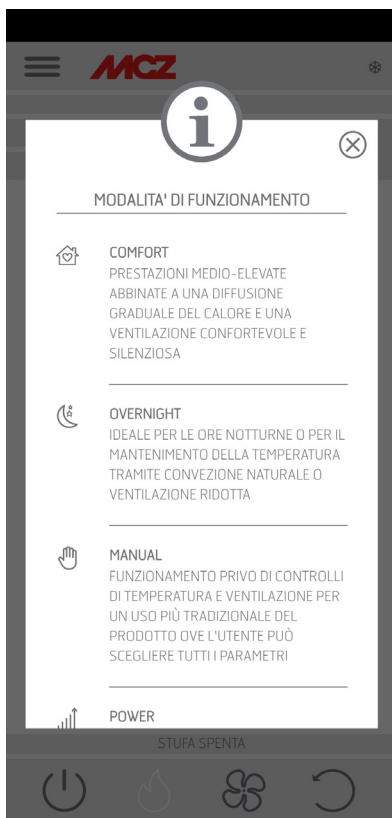 MCZ
MODALITA' DI FUNZIONAMENTO
COMFORT
PRESTAZIONI MEDIO-ELEVATE
ABBINATE A UNA DIFFUSIONE
GRADUALE DEL CALORE E UNA
VENTILAZIONE CONFORTEVOLE E
SILENZIOSA
OVERNIGHT
IDEALE PER LE ORE NOTTURNE O PER IL
MANTENIMENTO DELLA TEMPERATURA
TRAMITE CONVEZIONE NATURALE O
VENTILAZIONE RIDOTTA
MANUAL
FUNZIONAMENTO PRIVO DI CONTROLLI
DI TEMPERATURA E VENTILAZIONE PER
UN USO PIÙ TRADIZIONALE DEL
PRODOTTO OVE L'UTENTE PUÒ
SCEGLIERE TUTTI I PARAMETRI
POWER
STUFA SPENTA